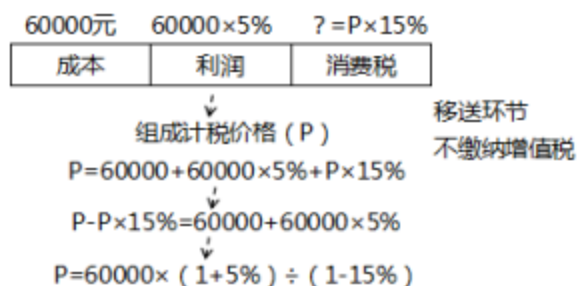 60000元 60000×5% ?=P×15%
成本 利润 消费税
组成计税价格（P）
移送环节
不缴纳增值税
P=60000+60000×5%+P×15%
P-P×15%=60000+60000×5%
P=60000×（1+5%）÷（1-15%）